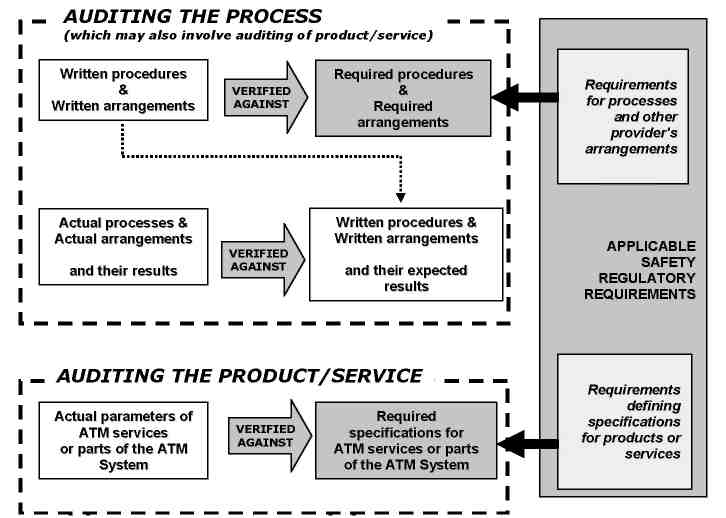 AUDITING THE PROCESS
(which may also involve auditing of product/service)
Written procedures
&
Written arrangements
VERIFIED
AGAINST
Required procedures
&
Required
arrangements
Requirements
for processes
and other
provider's
arrangements
Actual processes &
Actual arrangements
and their results
VERIFIED
AGAINST
Written procedures &
Written arrangements
and their expected
results
APPLICABLE
SAFETY
REGULATORY
REQUIREMENTS
AUDITING THE PRODUCT/SERVICE
Actual parameters of
ATM services
or parts of the ATM
System
VERIFIED
AGAINST
Required
specifications for
ATM services or parts
of the ATM System
Requirements
defining
specifications
for products or
services